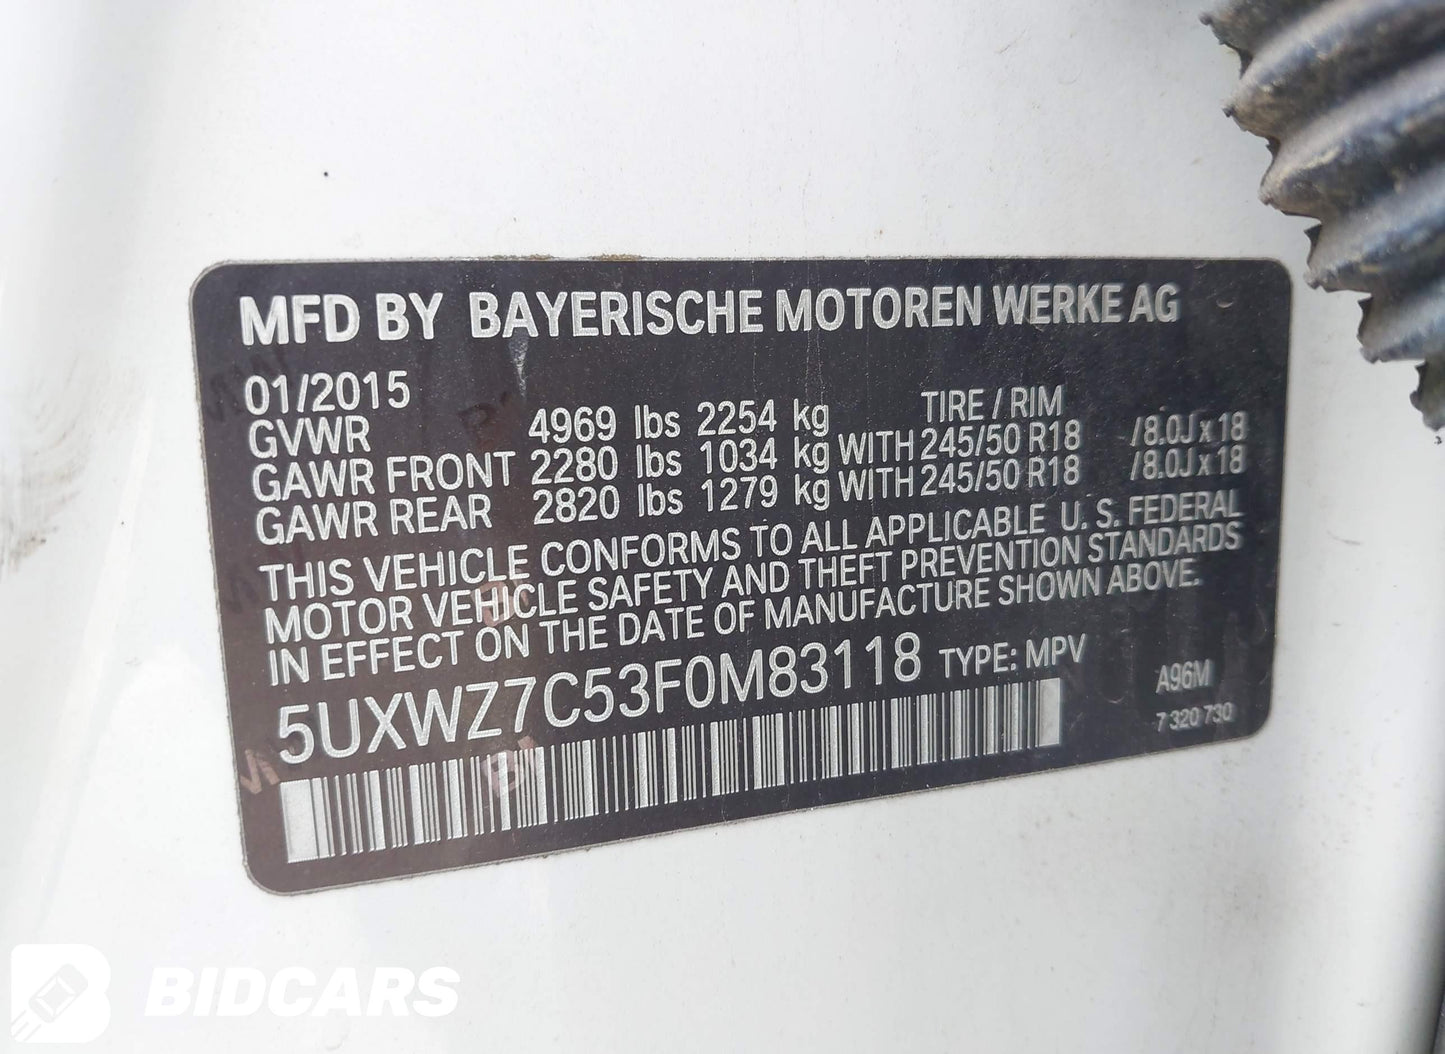 MFD BY BAYERISCHE MOTOREN WERKE AG
01/2015 TIRE / RIM
GVWR 4969 lbs 2254 kg
GAWR FRONT 2280 lbs 1034 kg WITH 245/50 R18 /8.0J x 18
GAWR REAR 2820 lbs 1279 kg WITH 245/50 R18 /8.0J x 18
THIS VEHICLE CONFORMS TO ALL APPLICABLE U. S. FEDERAL
MOTOR VEHICLE SAFETY AND THEFT PREVENTION STANDARDS
IN EFFECT ON THE DATE OF MANUFACTURE SHOWN ABOVE.
5UXWZ7C53F0M83118 TYPE: MPV
A96M
7 320 730
BIDCARS